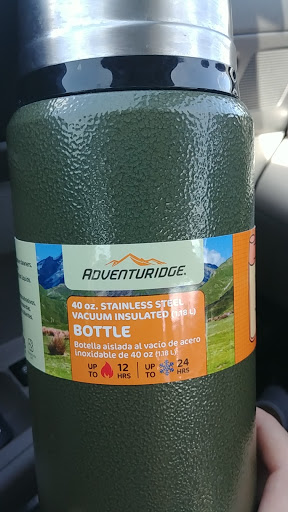 ADVENTURIDGE®
40 oz. STAINLESS STEEL
VACUUM INSULATED (1.18 L)
BOTTLE
Botella aislada al vacío de acero
inoxidable de 40 oz (1.18 L)
UP TO 12 HRS UP TO 24 HRS